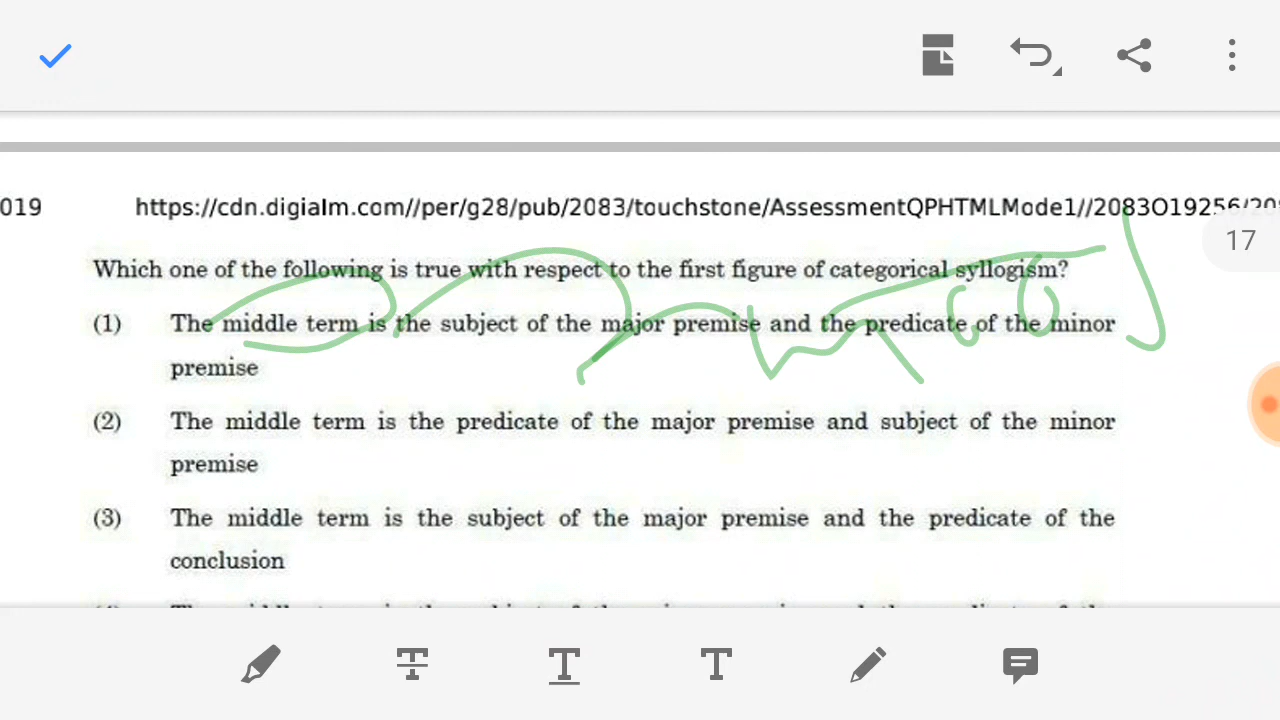 019 https://cdn.digialm.com//per/g28/pub/2083/touchstone/AssessmentQPHTMLMode1//2083O19256/208
17
Which one of the following is true with respect to the first figure of categorical syllogism?
(1) The middle term is the subject of the major premise and the predicate of the minor
premise
(2) The middle term is the predicate of the major premise and subject of the minor
premise
(3) The middle term is the subject of the major premise and the predicate of the
conclusion